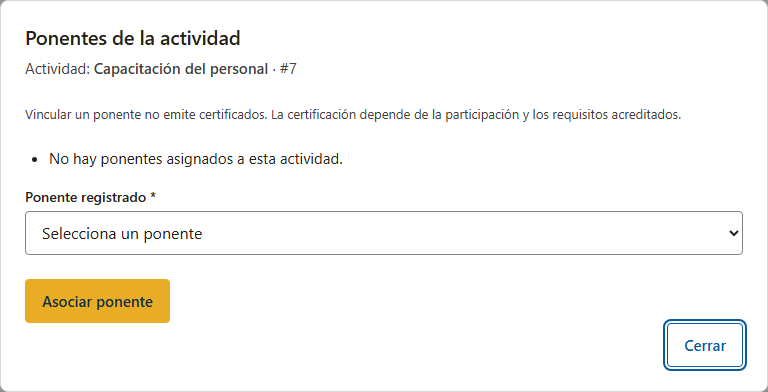 Ponentes de la actividad
Actividad: Capacitación del personal · #7
Vincular un ponente no emite certificados. La certificación depende de la participación y los requisitos acreditados.
• No hay ponentes asignados a esta actividad.
Ponente registrado *
Selecciona un ponente
Asociar ponente
Cerrar